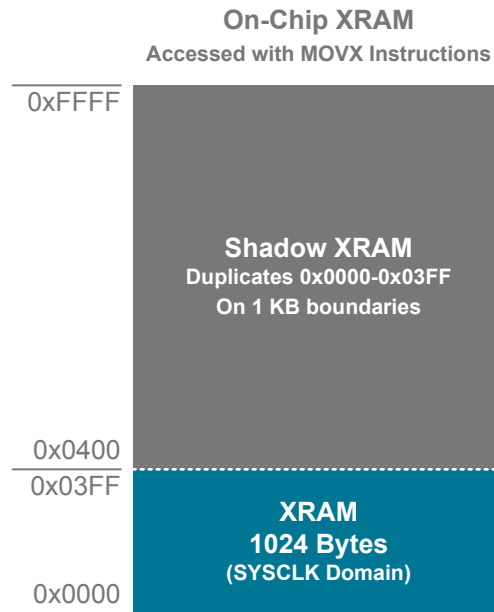 On-Chip XRAM
Accessed with MOVX Instructions
0xFFFF
Shadow XRAM
Duplicates 0x0000-0x03FF
On 1 KB boundaries
0x0400
0x03FF
XRAM
1024 Bytes
(SYSCLK Domain)
0x0000